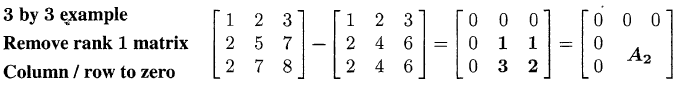 3 by 3 example
Remove rank 1 matrix
Column / row to zero
[ 1 2 3 ; 2 5 7 ; 2 7 8 ] − [ 1 2 3 ; 2 4 6 ; 2 4 6 ] = [ 0 0 0 ; 0 1 1 ; 0 3 2 ] = [ 0 0 0 ; 0 A₂ ; 0 ]